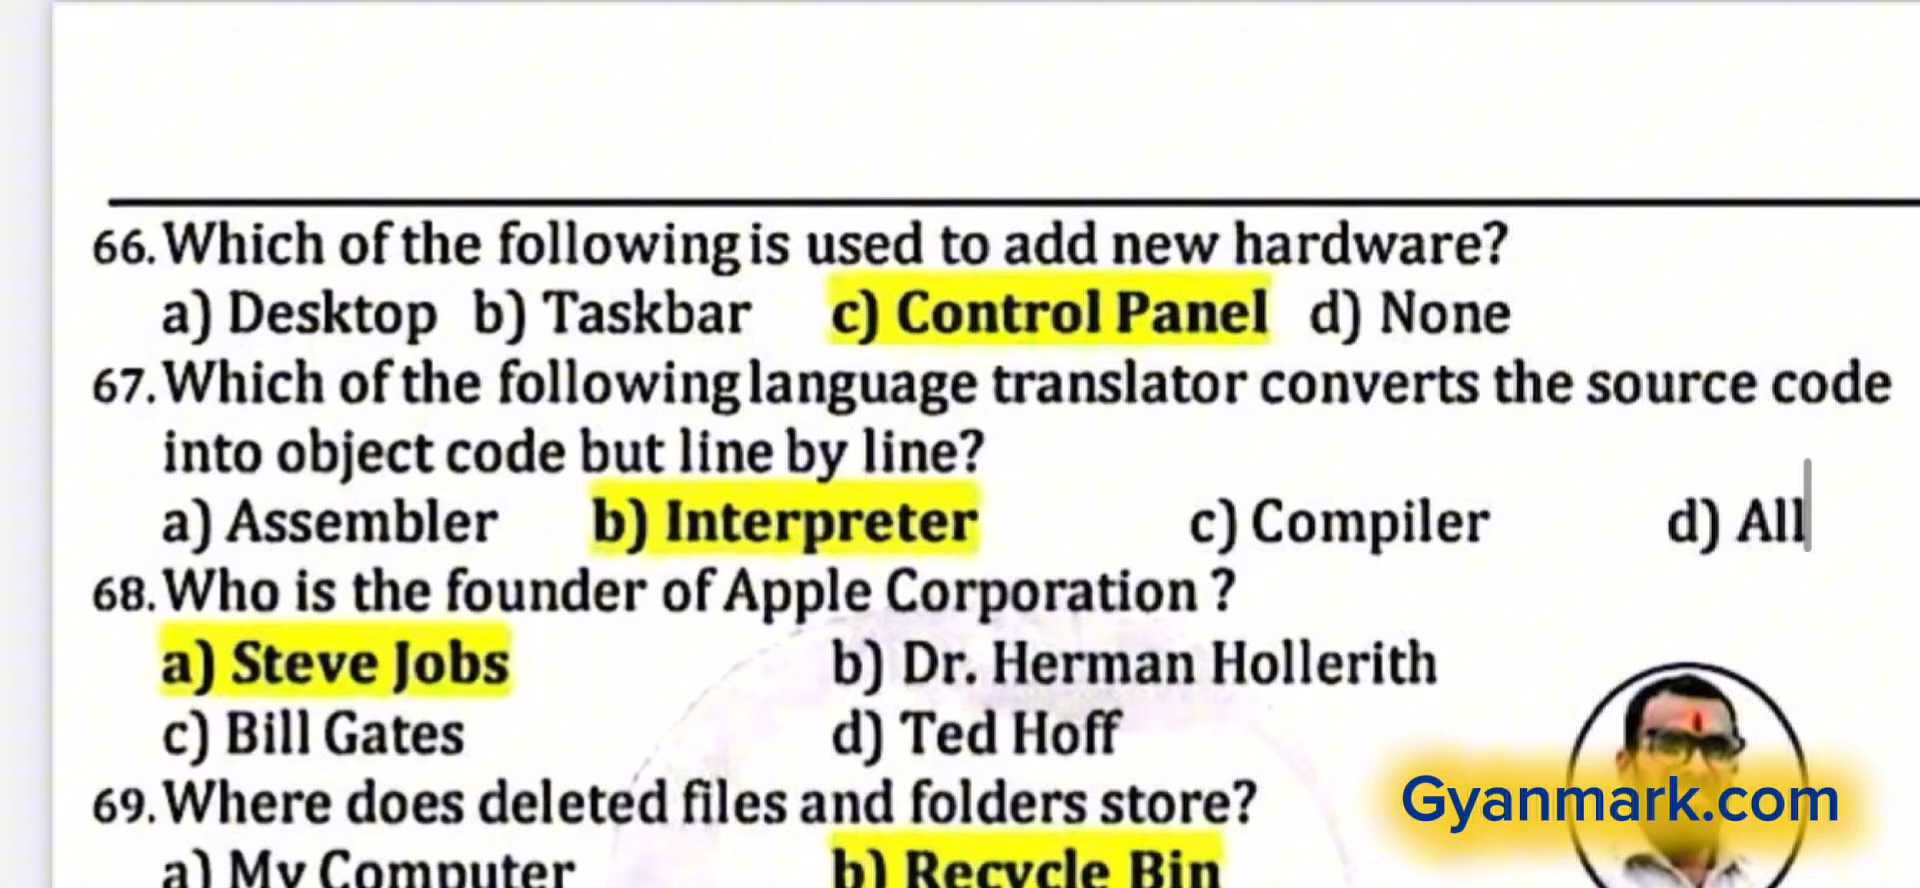 66. Which of the following is used to add new hardware?
a) Desktop b) Taskbar c) Control Panel d) None
67. Which of the following language translator converts the source code
into object code but line by line?
a) Assembler b) Interpreter c) Compiler d) All
68. Who is the founder of Apple Corporation ?
a) Steve Jobs b) Dr. Herman Hollerith
c) Bill Gates d) Ted Hoff
69. Where does deleted files and folders store?
a) My Computer b) Recycle Bin
Gyanmark.com